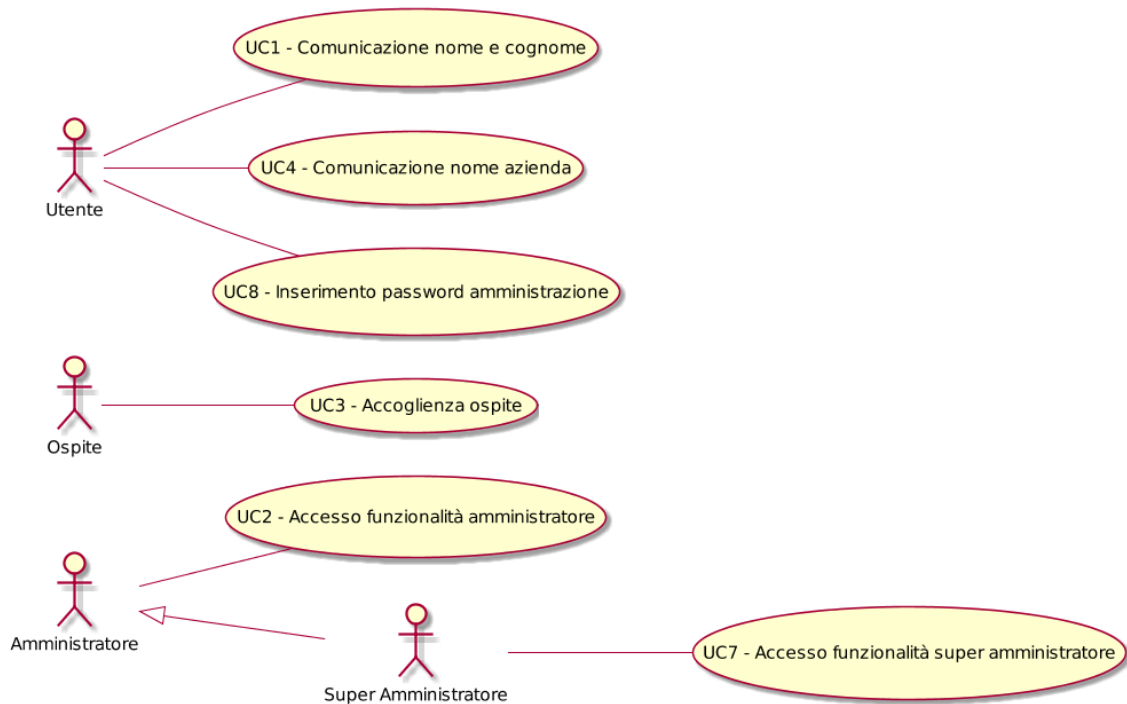 UC1 - Comunicazione nome e cognome
UC4 - Comunicazione nome azienda
Utente
UC8 - Inserimento password amministrazione
UC3 - Accoglienza ospite
Ospite
UC2 - Accesso funzionalità amministratore
Amministratore
UC7 - Accesso funzionalità super amministratore
Super Amministratore